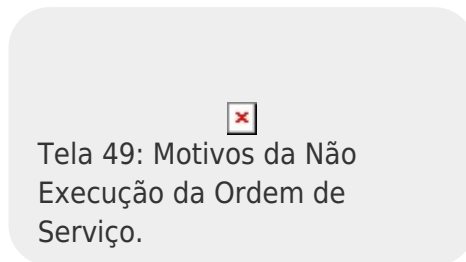 Tela 49: Motivos da Não
Execução da Ordem de
Serviço.